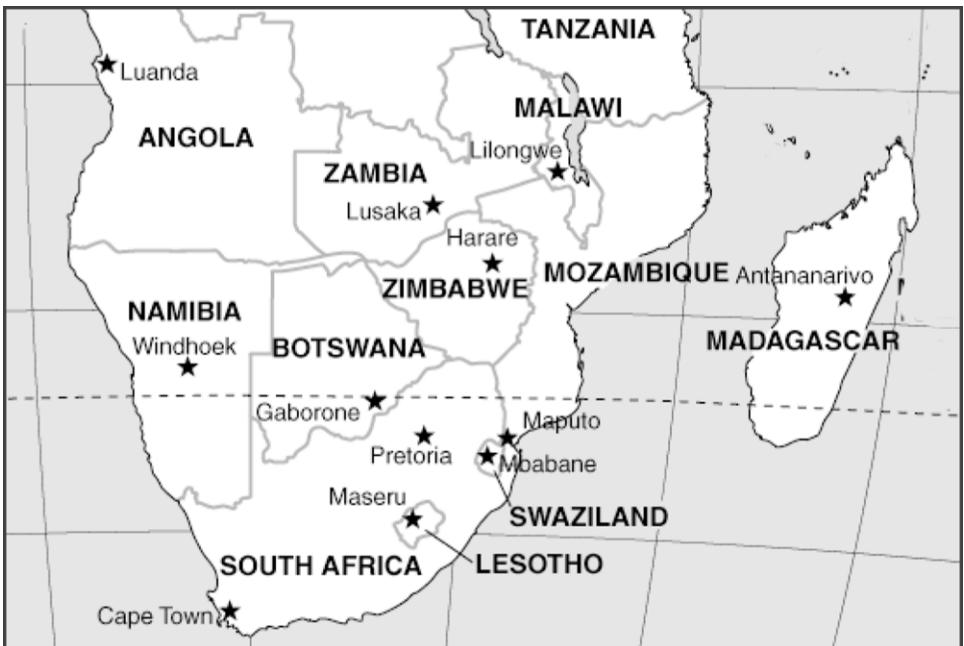 TANZANIA
Luanda
MALAWI
ANGOLA
Lilongwe
ZAMBIA
Lusaka
Harare
MOZAMBIQUE
Antananarivo
ZIMBABWE
NAMIBIA
MADAGASCAR
Windhoek
BOTSWANA
Gaborone
Maputo
Pretoria
Mbabane
Maseru
SWAZILAND
SOUTH AFRICA
LESOTHO
Cape Town